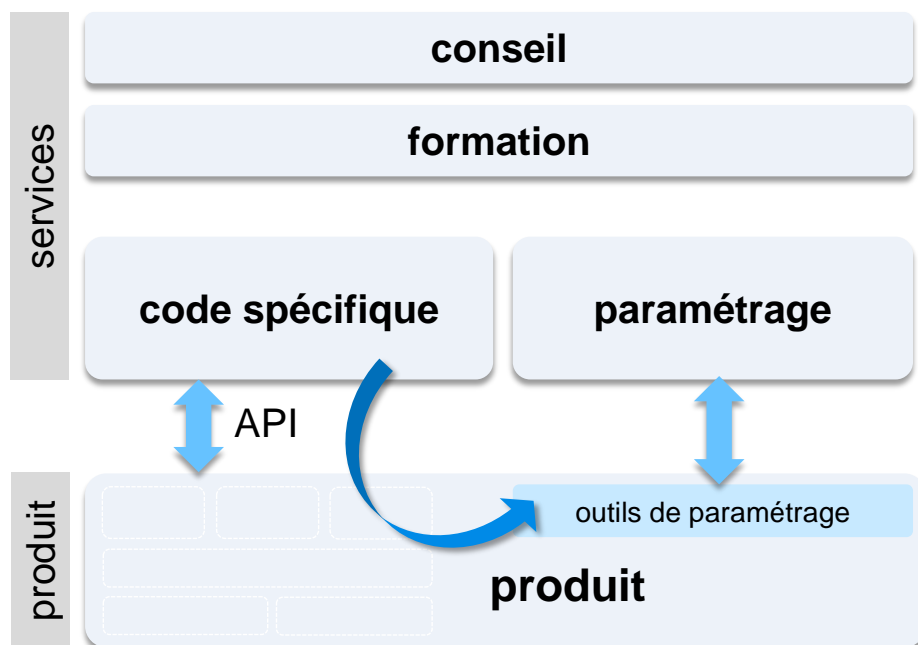 services
conseil
formation
code spécifique
paramétrage
API
produit
outils de paramétrage
produit